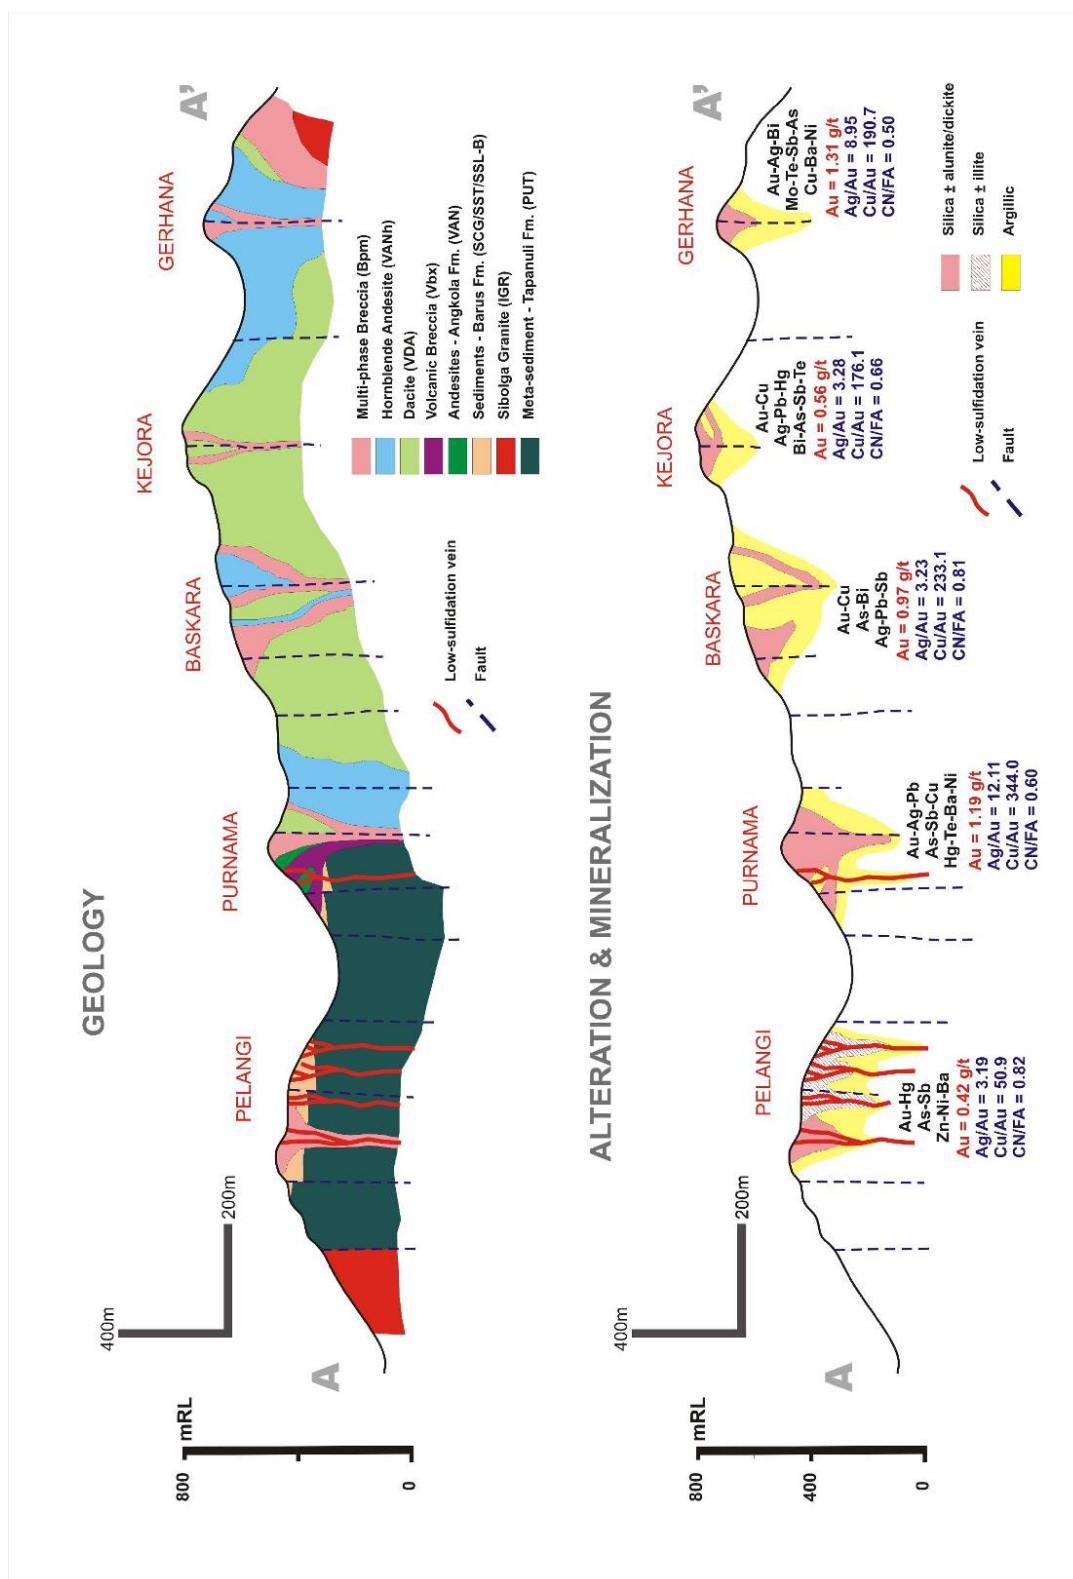 GEOLOGY
mRL
800
0
400m
200m
A
A'
PELANGI
PURNAMA
BASKARA
KEJORA
GERHANA
Low-sulfidation vein
Fault
Multi-phase Breccia (Bpm)
Hornblende Andesite (VANh)
Dacite (VDA)
Volcanic Breccia (Vbx)
Andesites - Angkola Fm. (VAN)
Sediments - Barus Fm. (SCG/SST/SSL-B)
Sibolga Granite (IGR)
Meta-sediment - Tapanuli Fm. (PUT)
ALTERATION & MINERALIZATION
mRL
800
400
0
400m
200m
A
A'
PELANGI
Au-Hg
As-Sb
Zn-Ni-Ba
Au = 0.42 g/t
Ag/Au = 3.19
Cu/Au = 50.9
CN/FA = 0.82
PURNAMA
Au-Ag-Pb
As-Sb-Cu
Hg-Te-Ba-Ni
Au = 1.19 g/t
Ag/Au = 12.11
Cu/Au = 344.0
CN/FA = 0.60
BASKARA
Au-Cu
As-Bi
Ag-Pb-Sb
Au = 0.97 g/t
Ag/Au = 3.23
Cu/Au = 233.1
CN/FA = 0.81
KEJORA
Au-Cu
Ag-Pb-Hg
Bi-As-Sb-Te
Au = 0.56 g/t
Ag/Au = 3.28
Cu/Au = 176.1
CN/FA = 0.66
GERHANA
Au-Ag-Bi
Mo-Te-Sb-As
Cu-Ba-Ni
Au = 1.31 g/t
Ag/Au = 8.95
Cu/Au = 190.7
CN/FA = 0.50
Low-sulfidation vein
Fault
Silica ± alunite/dickite
Silica ± illite
Argillic